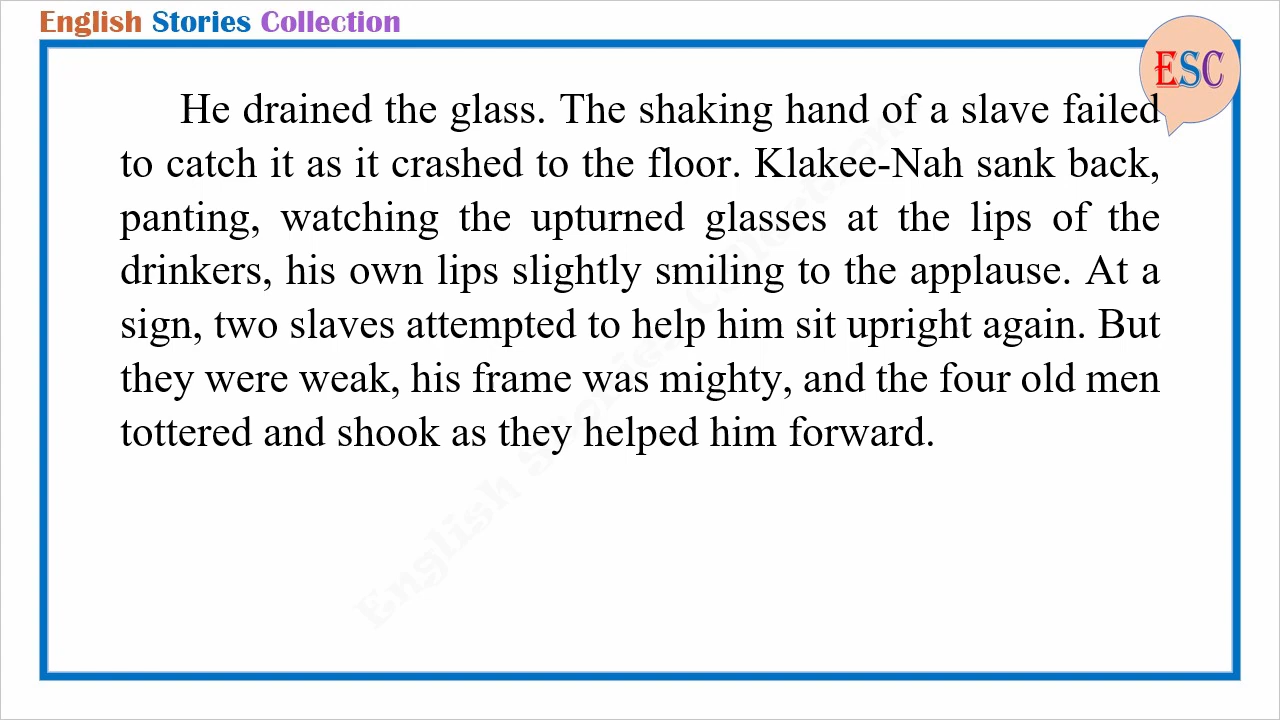 English Stories Collection
ESC
He drained the glass. The shaking hand of a slave failed
to catch it as it crashed to the floor. Klakee-Nah sank back,
panting, watching the upturned glasses at the lips of the
drinkers, his own lips slightly smiling to the applause. At a
sign, two slaves attempted to help him sit upright again. But
they were weak, his frame was mighty, and the four old men
tottered and shook as they helped him forward.
English Stories Collection